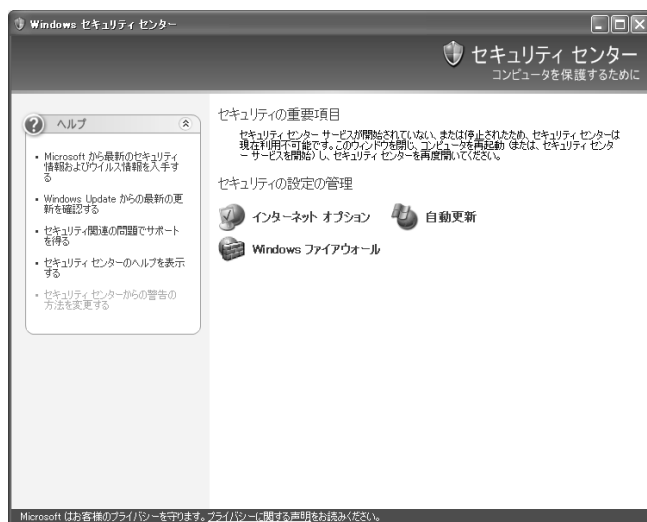 Windows セキュリティ センター
セキュリティ センター
コンピュータを保護するために
ヘルプ
• Microsoft から最新のセキュリティ
情報およびウイルス情報を入手す
る
• Windows Update からの最新の更
新を確認する
• セキュリティ関連の問題でサポート
を得る
• セキュリティ センターのヘルプを表示
する
• セキュリティ センターからの警告の
方法を変更する
セキュリティの重要項目
セキュリティ センター サービスが開始されていない、または停止されたため、セキュリティ センターは
現在利用不可能です。このウィンドウを閉じ、コンピュータを再起動 (または、セキュリティ センタ
ー サービスを開始) し、セキュリティ センターを再度開いてください。
セキュリティの設定の管理
インターネット オプション
自動更新
Windows ファイアウォール
Microsoft はお客様のプライバシーを守ります。プライバシーに関する声明をお読みください。